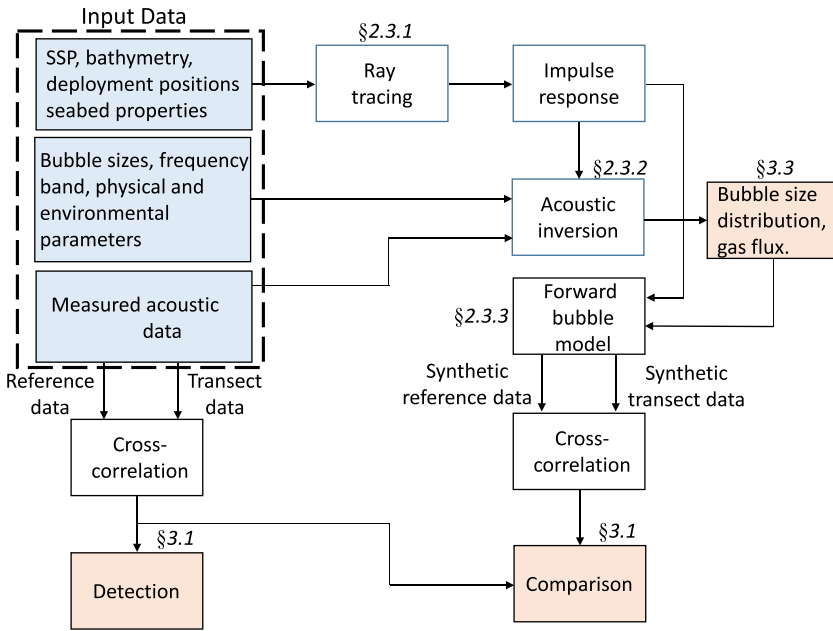 Input Data
SSP, bathymetry,
deployment positions
seabed properties
§2.3.1
Ray
tracing
Impulse
response
Bubble sizes, frequency
band, physical and
environmental
parameters
§2.3.2
Acoustic
inversion
§3.3
Bubble size
distribution,
gas flux.
Measured acoustic
data
§2.3.3
Forward
bubble
model
Reference
data
Transect
data
Synthetic
reference data
Synthetic
transect data
Cross-
correlation
Cross-
correlation
§3.1
Detection
§3.1
Comparison